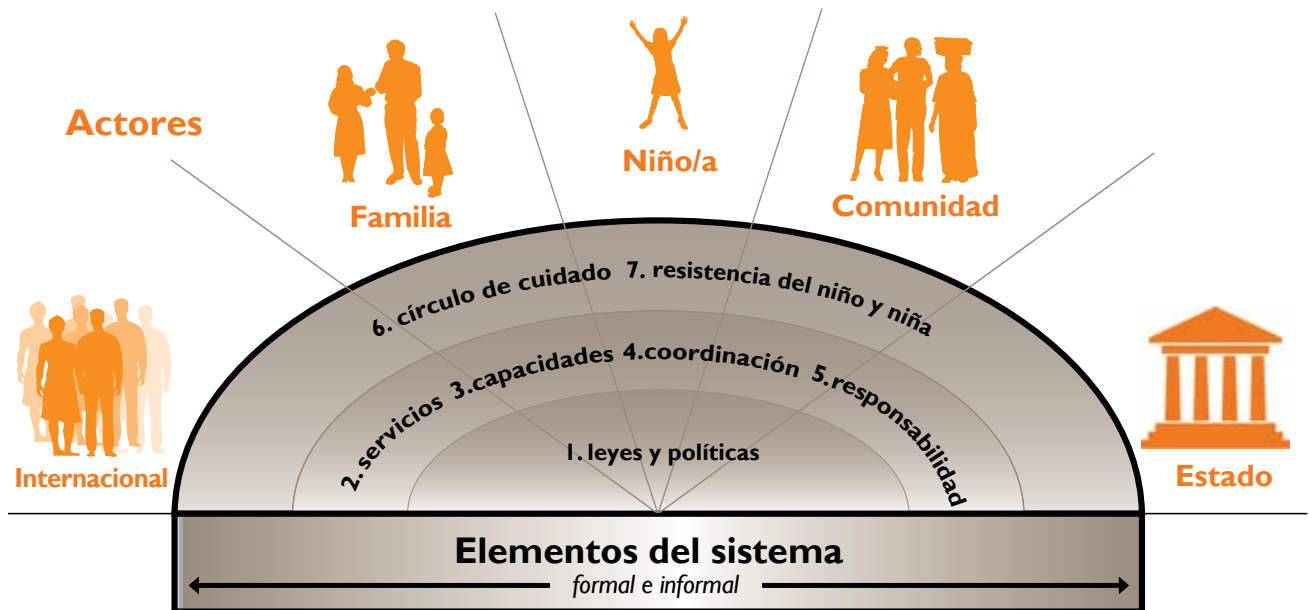 Actores
Familia
Niño/a
Comunidad
Internacional
Estado
6. círculo de cuidado
7. resistencia del niño y niña
2. servicios
3. capacidades
4. coordinación
5. responsabilidad
1. leyes y políticas
Elementos del sistema
formal e informal